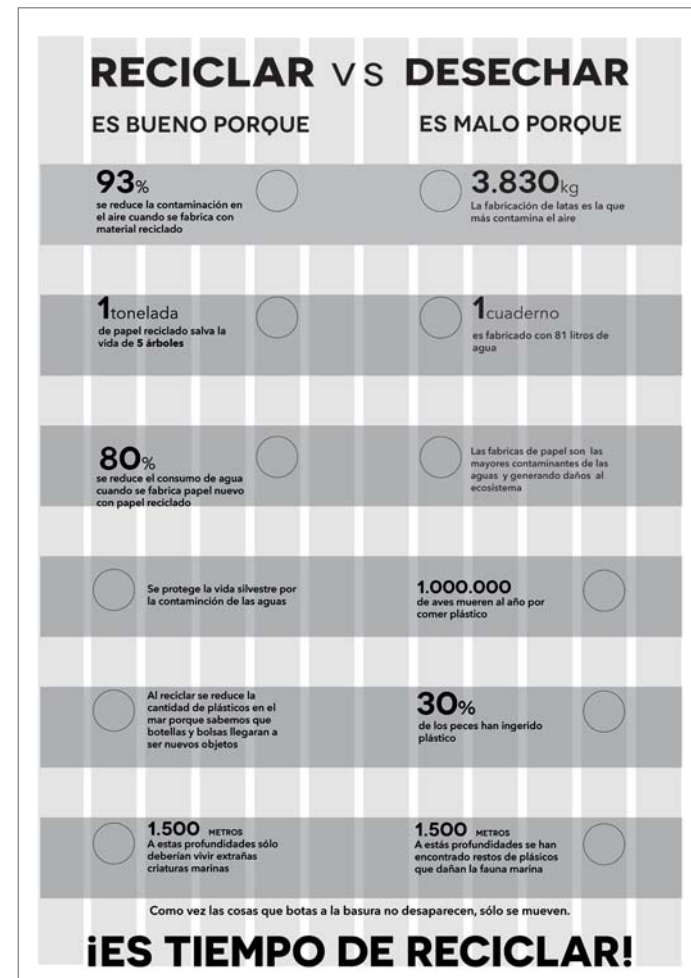 RECICLAR VS DESECHAR
ES BUENO PORQUE
ES MALO PORQUE
93%
se reduce la contaminación en
el aire cuando se fabrica con
material reciclado
3.830kg
La fabricación de latas es la que
más contamina el aire
1tonelada
de papel reciclado salva la
vida de 5 árboles
1cuaderno
es fabricado con 81 litros de
agua
80%
se reduce el consumo de agua
cuando se fabrica papel nuevo
con papel reciclado
Las fabricas de papel son las
mayores contaminantes de las
aguas y generando daños al
ecosistema
Se protege la vida silvestre por
la contaminción de las aguas
1.000.000
de aves mueren al año por
comer plástico
Al reciclar se reduce la
cantidad de plásticos en el
mar porque sabemos que
botellas y bolsas llegaran a
ser nuevos objetos
30%
de los peces han ingerido
plástico
1.500 METROS
A estas profundidades sólo
deberían vivir extrañas
criaturas marinas
1.500 METROS
A estás profundidades se han
encontrado restos de plásicos
que dañan la fauna marina
Como vez las cosas que botas a la basura no desaparecen, sólo se mueven.
¡ES TIEMPO DE RECICLAR!